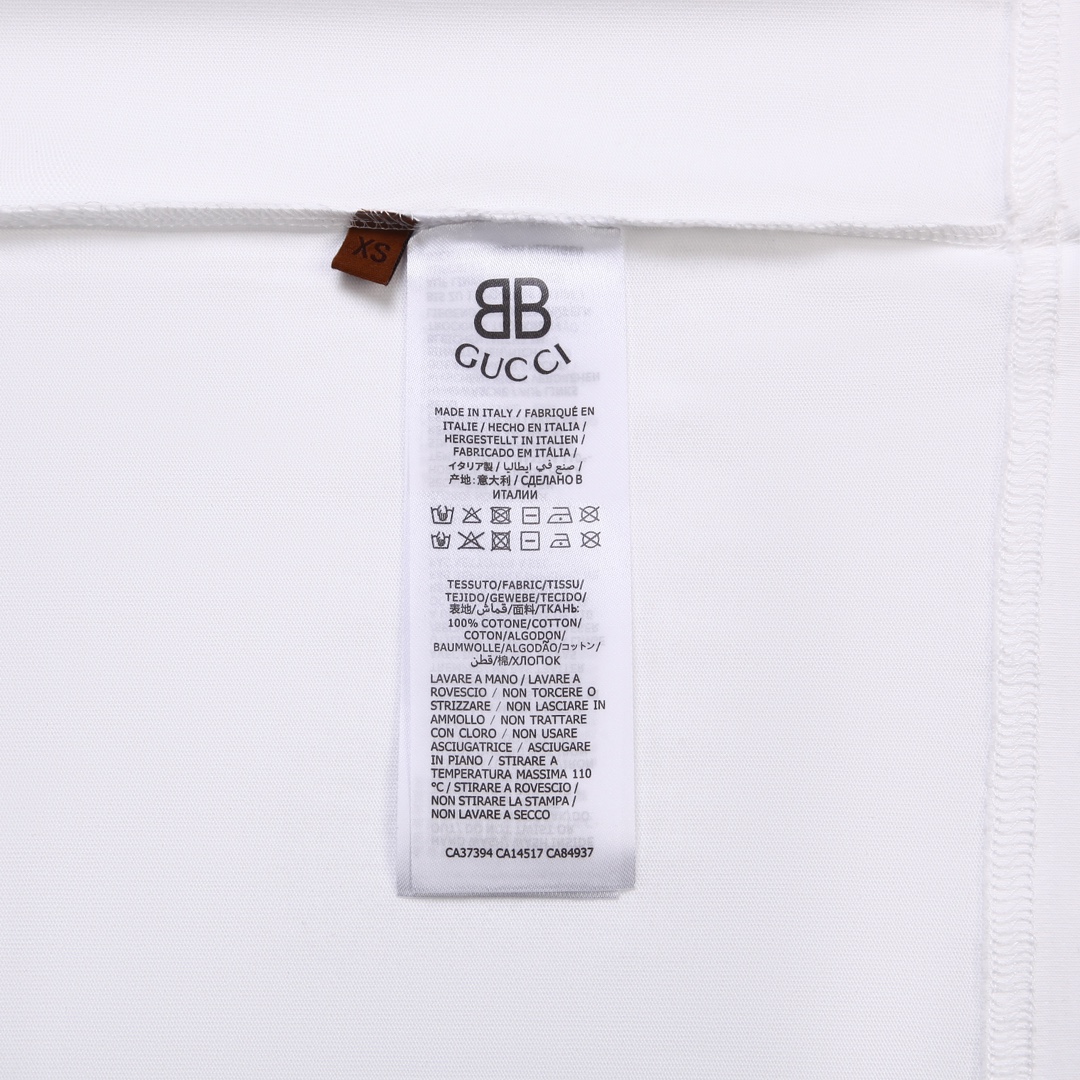 XS
BB
GUCCI
MADE IN ITALY / FABRIQUÉ EN
ITALIE / HECHO EN ITALIA /
HERGESTELLT IN ITALIEN /
FABRICADO EM ITÁLIA /
イタリア製 / صنع في ايطاليا /
产地: 意大利 / СДЕЛАНО В
ИТАЛИИ
TESSUTO/FABRIC/TISSU/
TEJIDO/GEWEBE/TECIDO/
表地/قماش/面料/ТКАНЬ:
100% COTONE/COTTON/
COTON/ALGODON/
BAUMWOLLE/ALGODÃO/コットン/
قطن/棉/ХЛОПОК
LAVARE A MANO / LAVARE A
ROVESCIO / NON TORCERE O
STRIZZARE / NON LASCIARE IN
AMMOLLO / NON TRATTARE
CON CLORO / NON USARE
ASCIUGATRICE / ASCIUGARE
IN PIANO / STIRARE A
TEMPERATURA MASSIMA 110
°C / STIRARE A ROVESCIO /
NON STIRARE LA STAMPA /
NON LAVARE A SECCO
CA37394 CA14517 CA84937